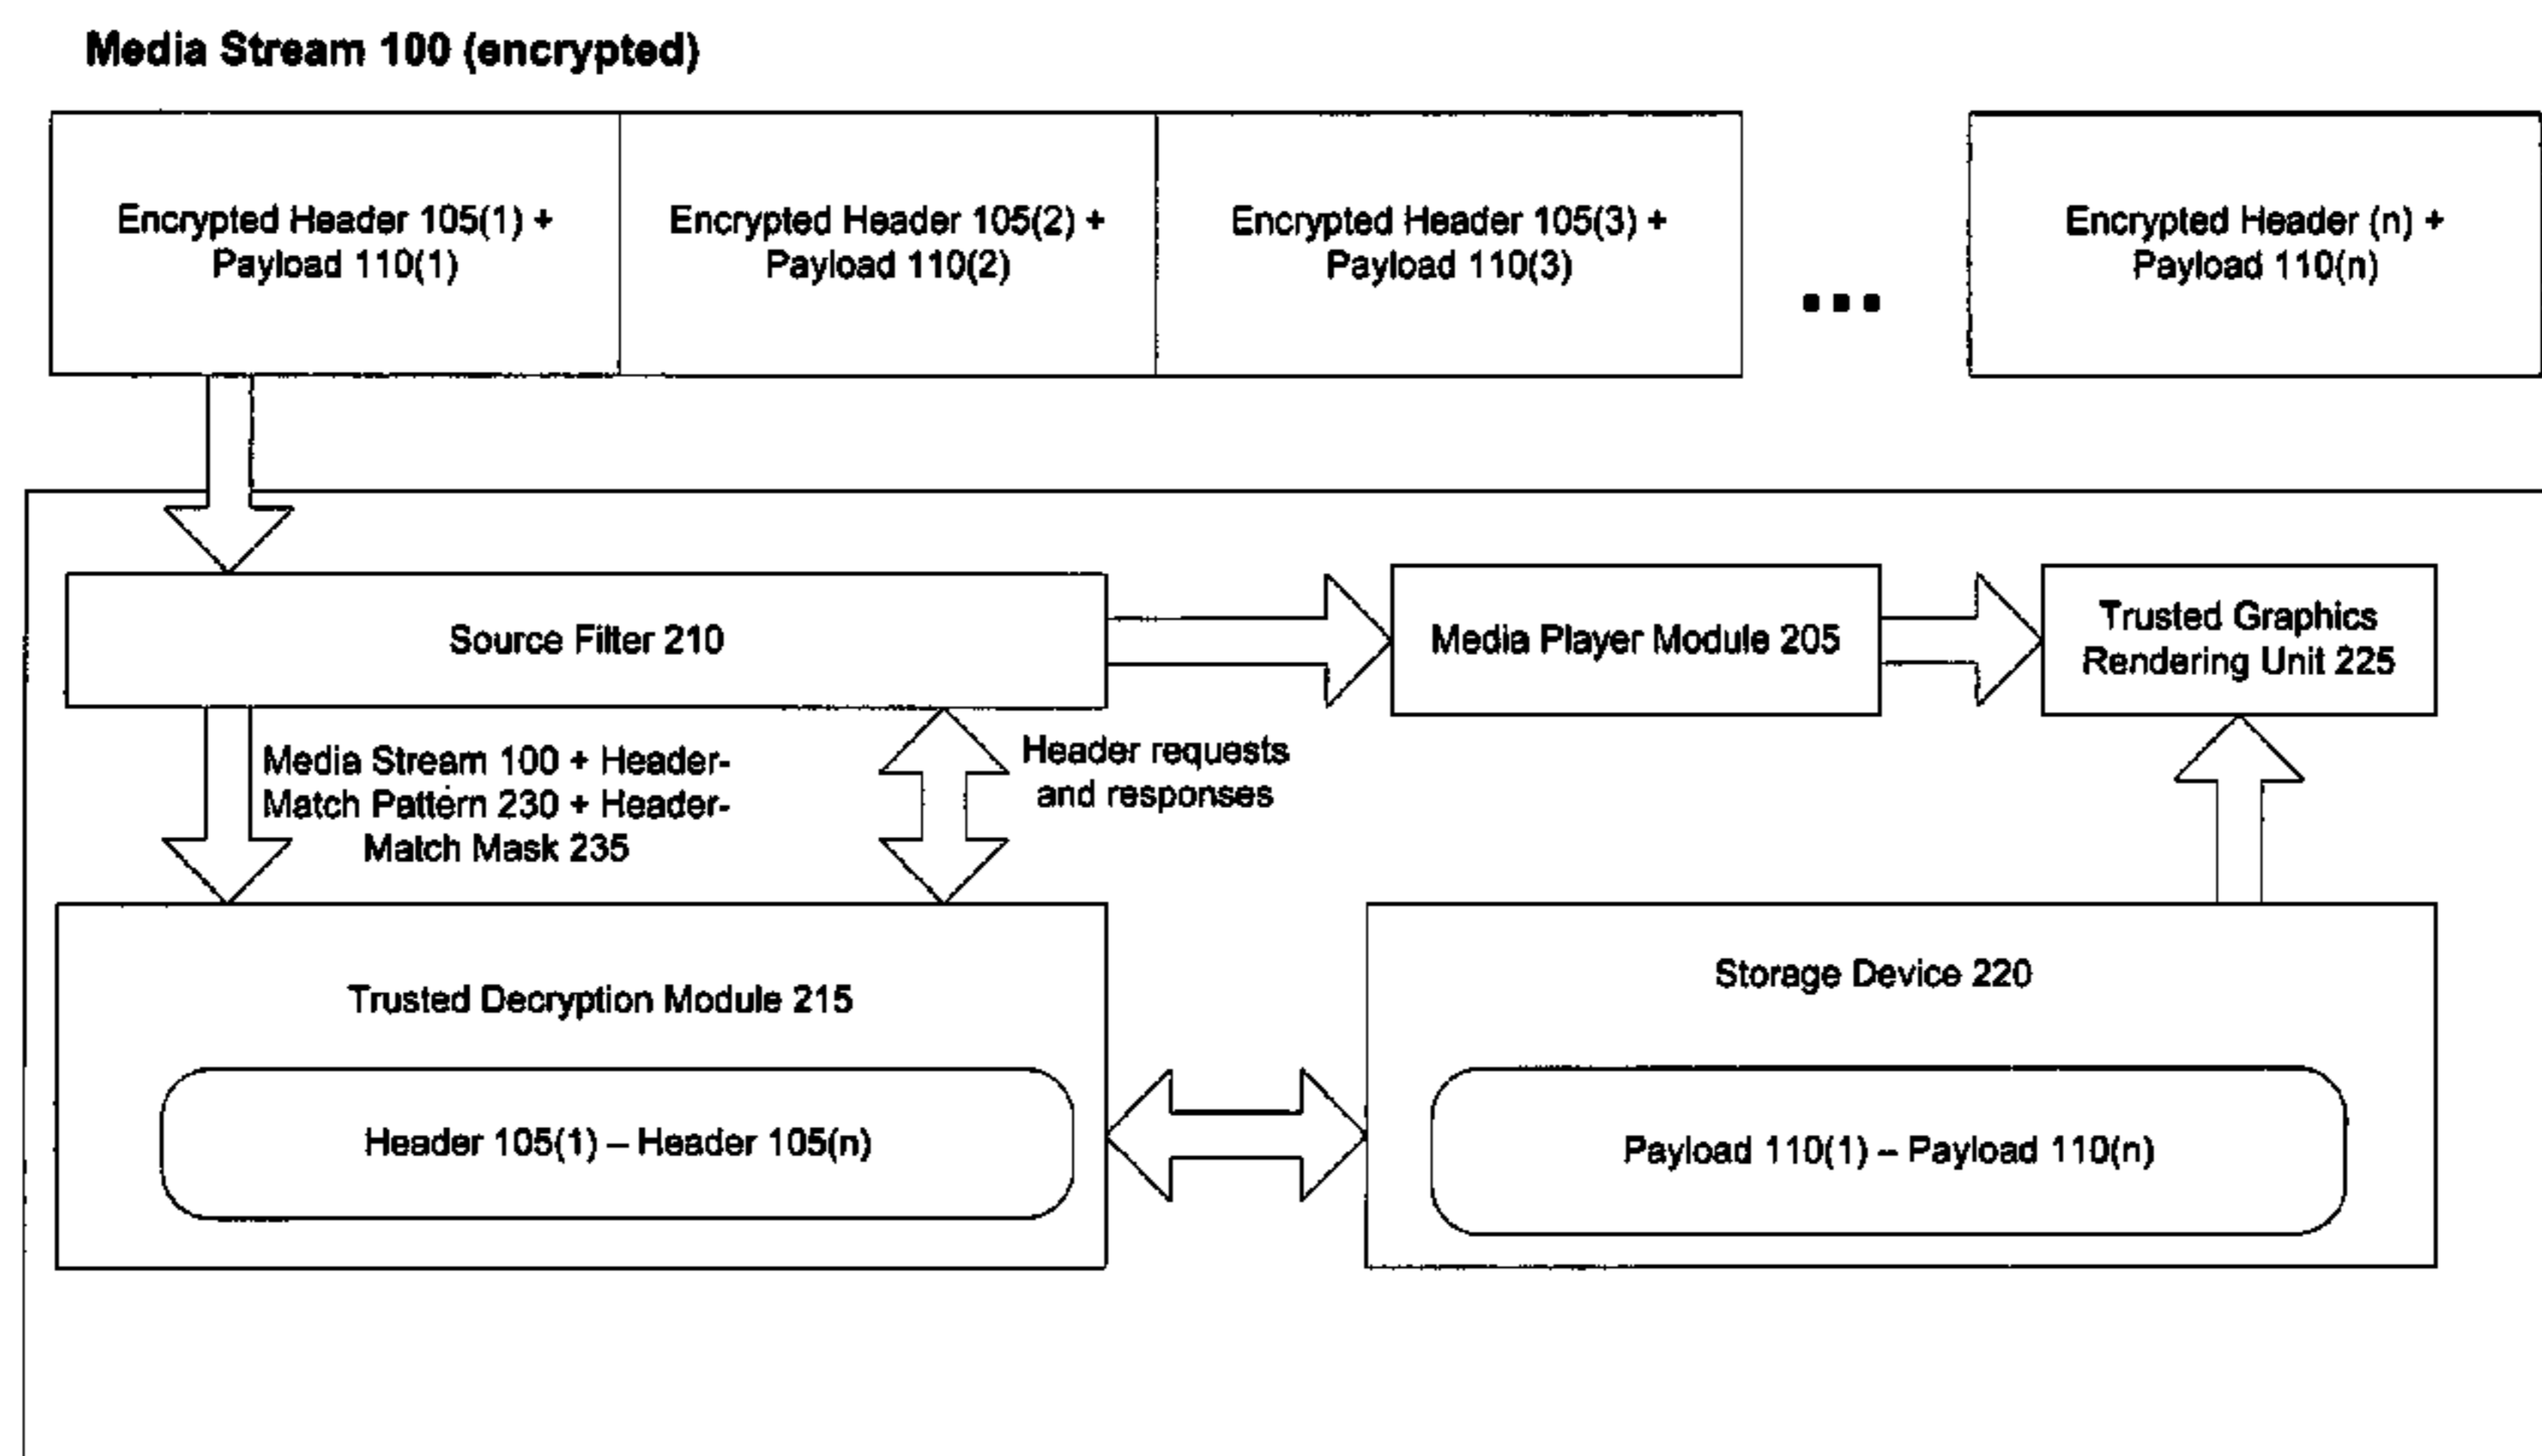 Media Stream 100 (encrypted)
Encrypted Header 105(1) +
Payload 110(1)
Encrypted Header 105(2) +
Payload 110(2)
Encrypted Header 105(3) +
Payload 110(3)
...
Encrypted Header (n) +
Payload 110(n)
Source Filter 210
Media Player Module 205
Trusted Graphics
Rendering Unit 225
Media Stream 100 + Header-
Match Pattern 230 + Header-
Match Mask 235
Header requests
and responses
Trusted Decryption Module 215
Header 105(1) – Header 105(n)
Storage Device 220
Payload 110(1) – Payload 110(n)